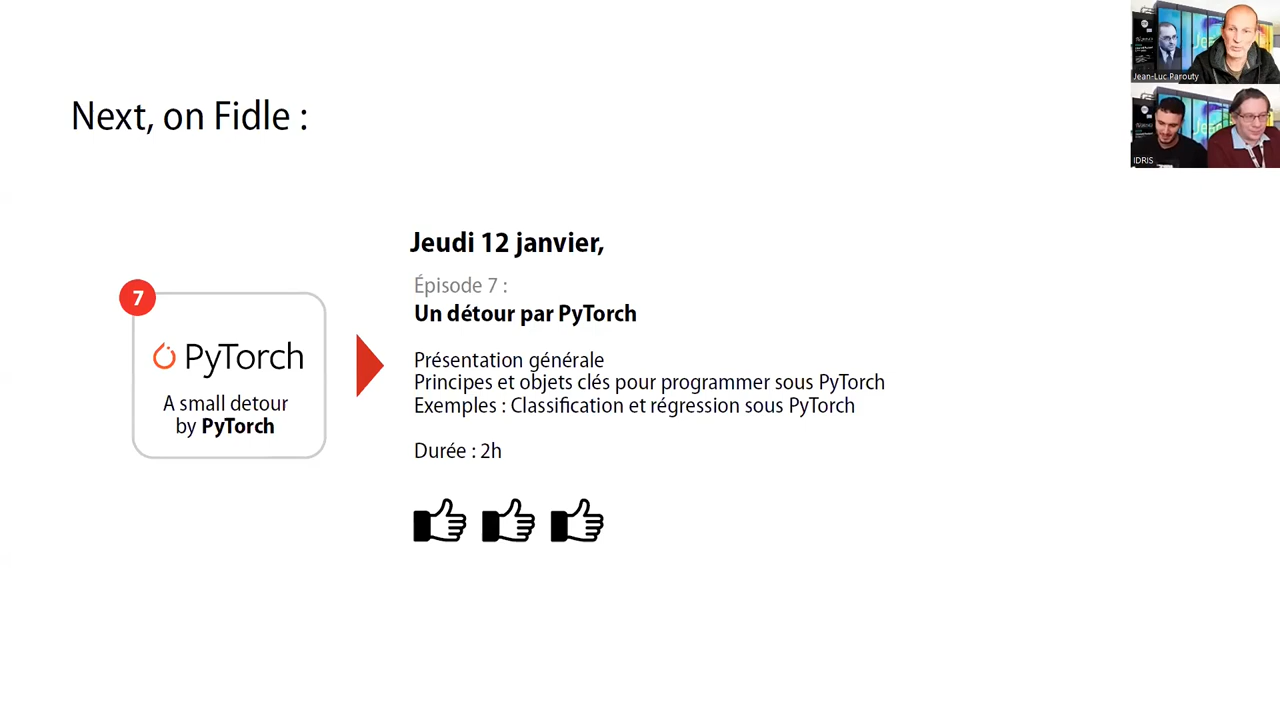 Next, on Fidle :
Jean-Luc Parouty
IDRIS
Jeudi 12 janvier,
Épisode 7 :
Un détour par PyTorch
7
PyTorch
A small detour
by PyTorch
Présentation générale
Principes et objets clés pour programmer sous PyTorch
Exemples : Classification et régression sous PyTorch
Durée : 2h